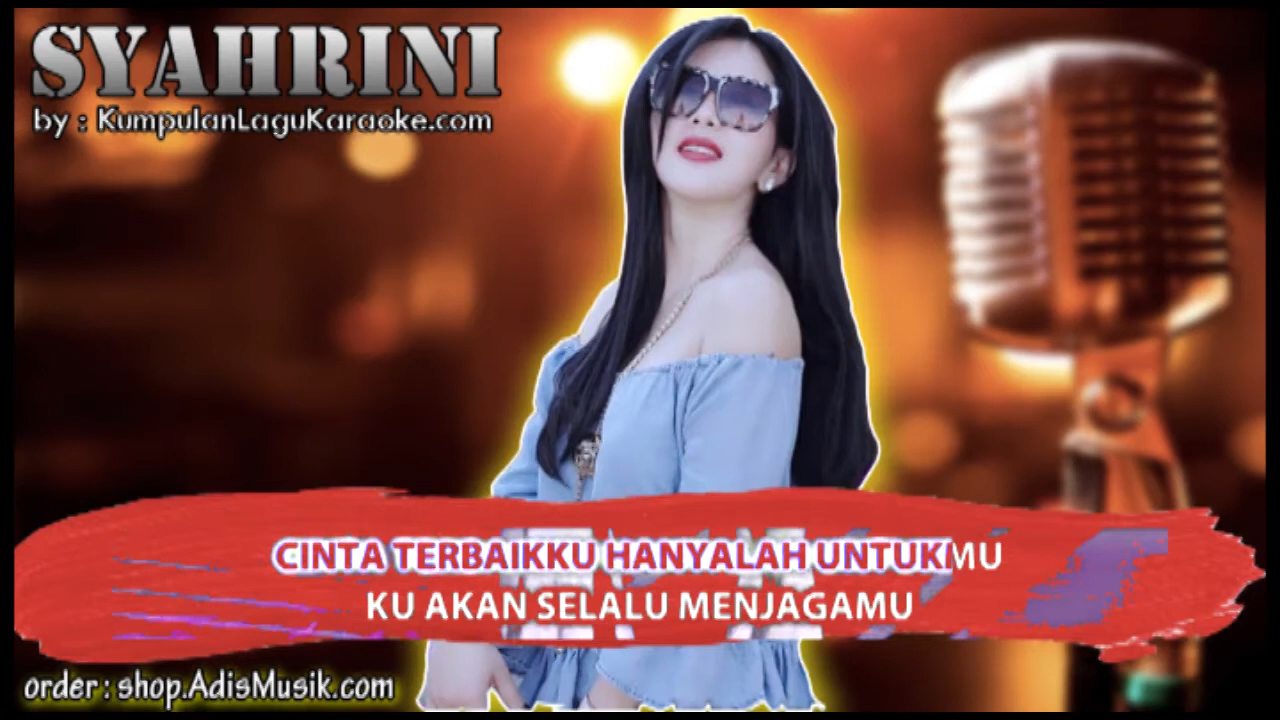 SYAHRINI
by : KumpulanLaguKaraoke.com
CINTA TERBAIKKU HANYALAH UNTUKMU
KU AKAN SELALU MENJAGAMU
order : shop.AdisMusik.com